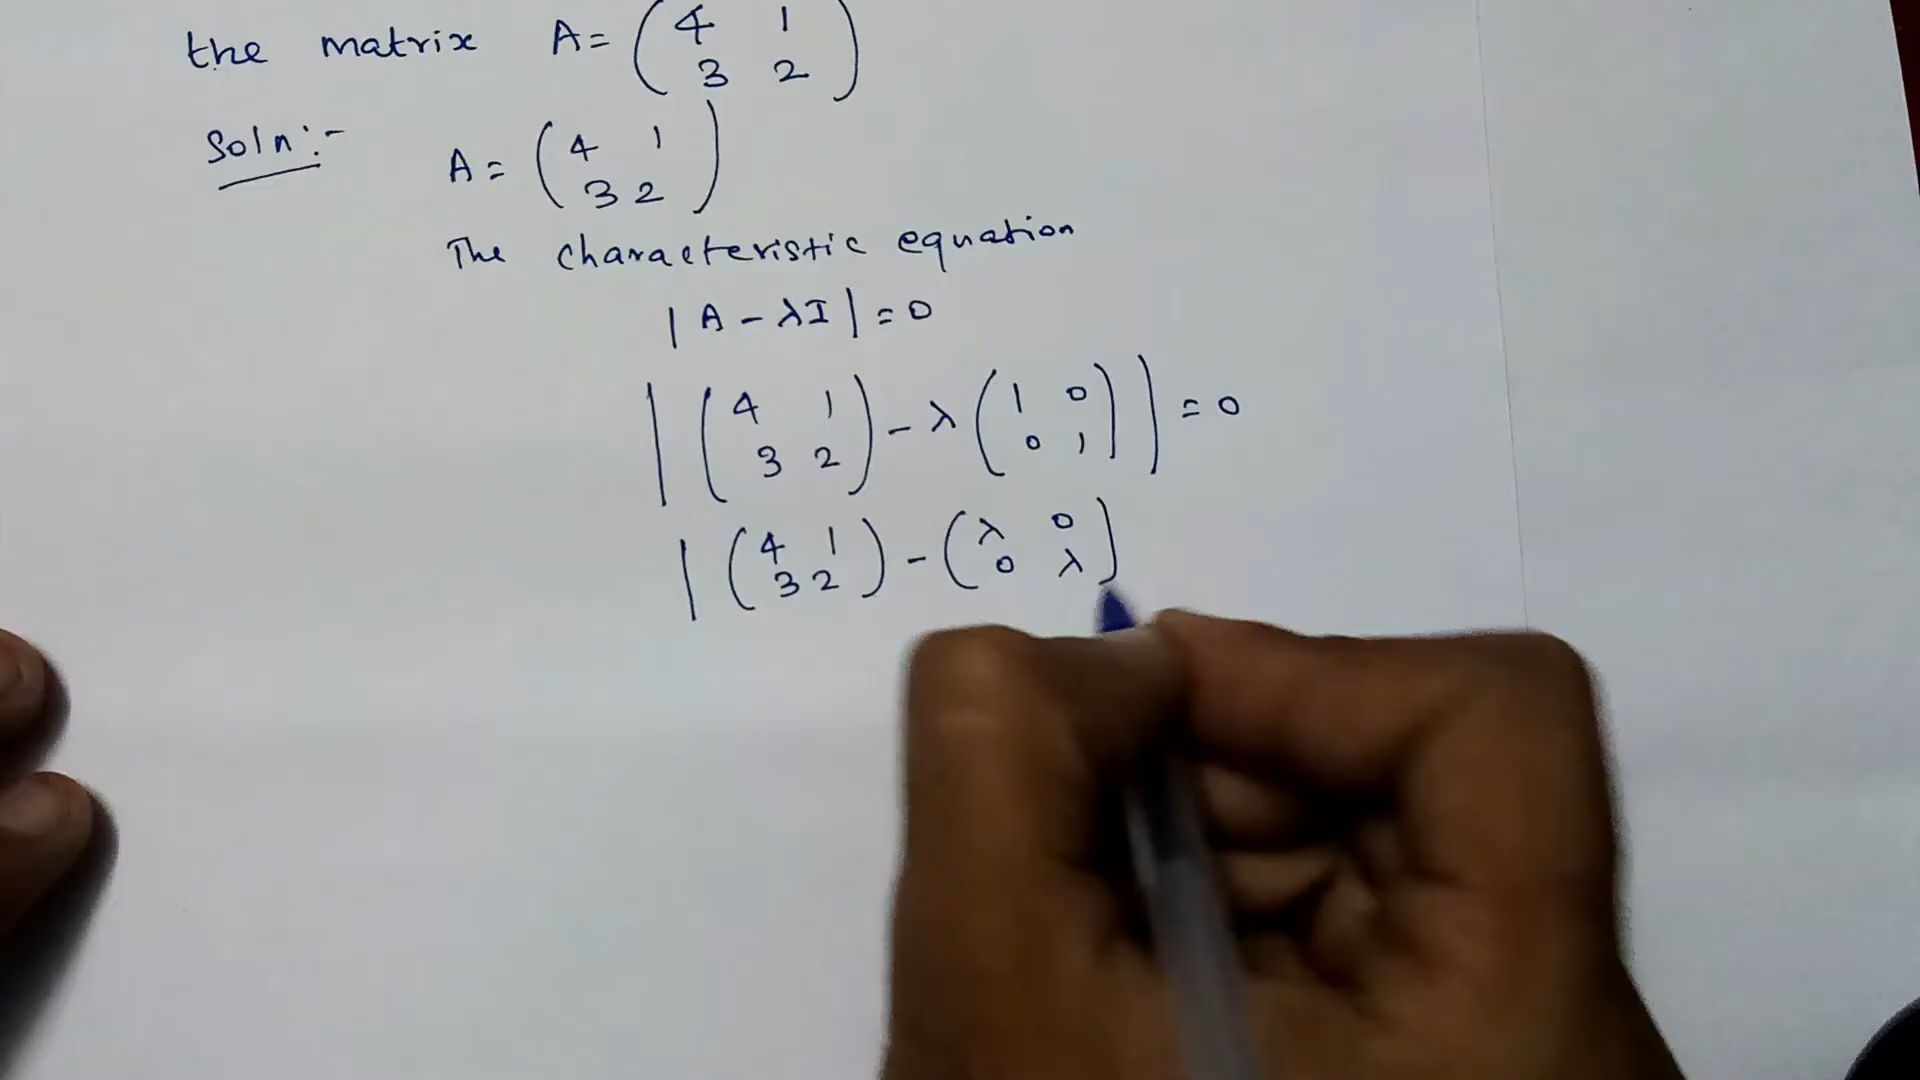 the matrix A = ( 4 1
3 2 )
Soln:- A = ( 4 1
3 2 )
The characteristic equation
| A - λI | = 0
| ( 4 1
3 2 ) - λ ( 1 0
0 1 ) | = 0
| ( 4 1
3 2 ) - ( λ 0
0 λ )